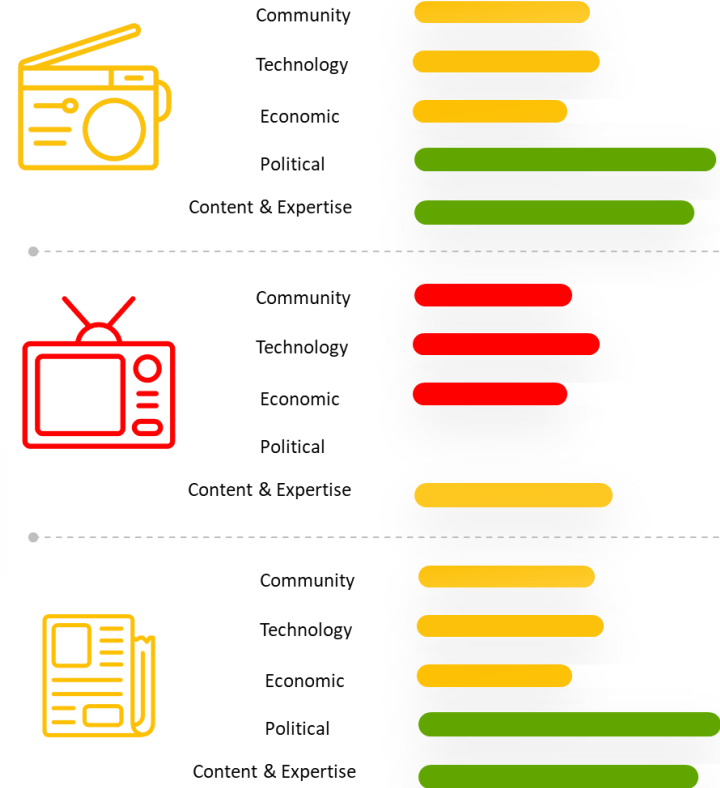 Community
Technology
Economic
Political
Content & Expertise
Community
Technology
Economic
Political
Content & Expertise
Community
Technology
Economic
Political
Content & Expertise